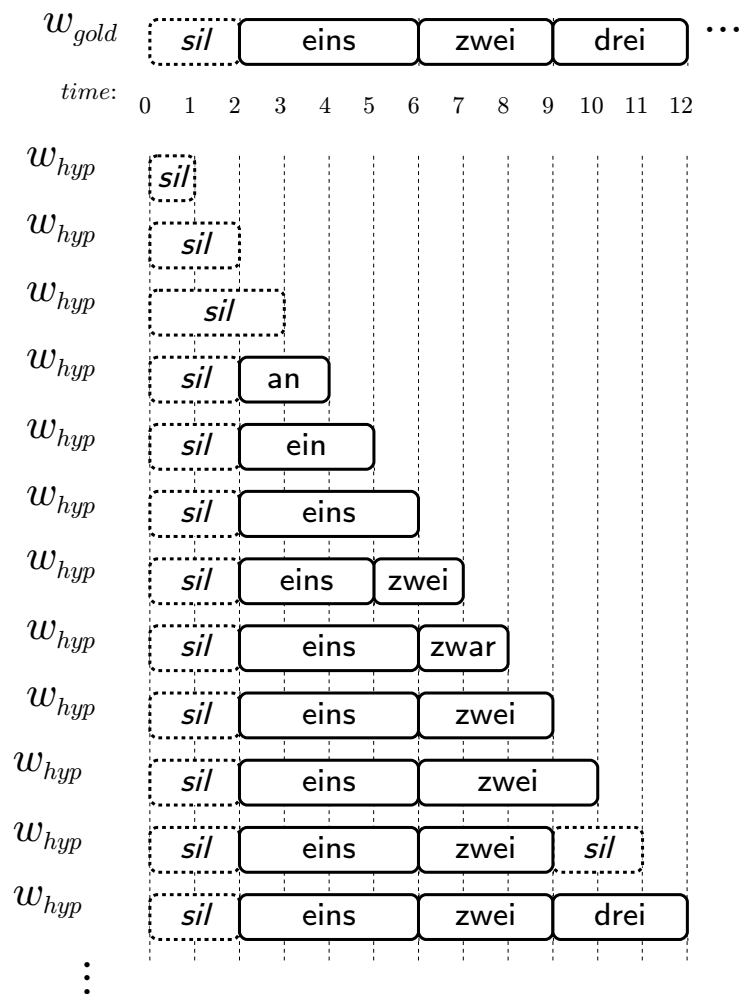 w_gold sil eins zwei drei ...
time: 0 1 2 3 4 5 6 7 8 9 10 11 12
w_hyp sil
w_hyp sil
w_hyp sil
w_hyp sil an
w_hyp sil ein
w_hyp sil eins
w_hyp sil eins zwei
w_hyp sil eins zwar
w_hyp sil eins zwei
w_hyp sil eins zwei
w_hyp sil eins zwei sil
w_hyp sil eins zwei drei
⋮